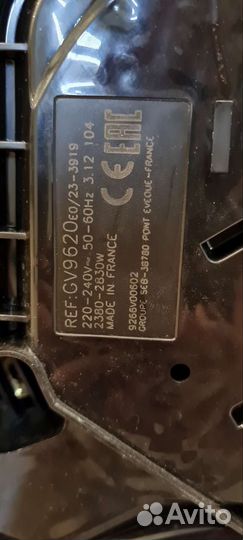 REF:GV9620E0/23-3919
220-240V~ 50-60Hz 3.12 104
2380-2830W
MADE IN FRANCE
CE EAC
9266V00602
GROUPE SEB-38780 PONT EVEQUE-FRANCE
Avito